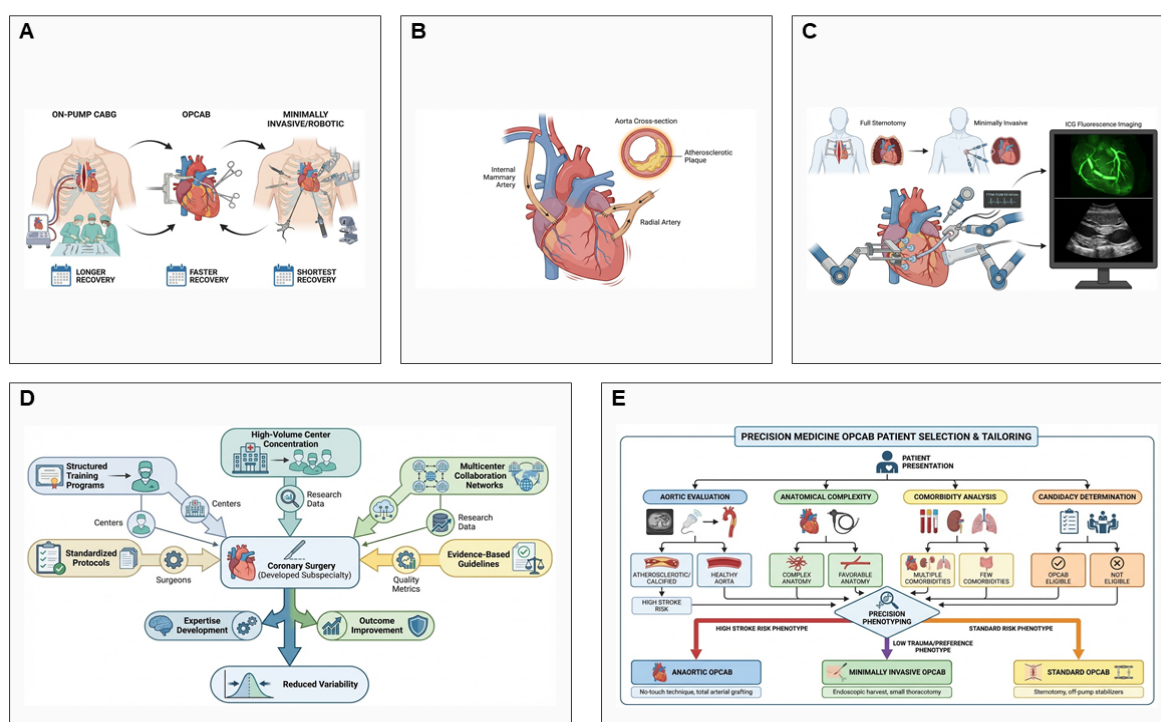 A
ON-PUMP CABG
OPCAB
MINIMALLY
INVASIVE/ROBOTIC
LONGER
RECOVERY
FASTER
RECOVERY
SHORTEST
RECOVERY
B
Aorta Cross-section
Atherosclerotic
Plaque
Internal
Mammary
Artery
Radial Artery
C
Full Sternotomy
Minimally Invasive
ICG Fluorescence Imaging
D
High-Volume Center
Concentration
Structured
Training
Programs
Multicenter
Collaboration
Networks
Centers
Research
Data
Centers
Research
Data
Standardized
Protocols
Surgeons
Coronary Surgery
(Developed Subspecialty)
Quality
Metrics
Evidence-Based
Guidelines
Expertise
Development
Outcome
Improvement
Reduced Variability
E
PRECISION MEDICINE OPCAB PATIENT SELECTION & TAILORING
PATIENT
PRESENTATION
AORTIC EVALUATION
ANATOMICAL COMPLEXITY
COMORBIDITY ANALYSIS
CANDIDACY DETERMINATION
ATHEROSCLEROTIC/
CALCIFIED
HEALTHY
AORTA
COMPLEX
ANATOMY
FAVORABLE
ANATOMY
MULTIPLE
COMORBIDITIES
FEW
COMORBIDITIES
OPCAB
ELIGIBLE
NOT
ELIGIBLE
HIGH STROKE
RISK
PRECISION
PHENOTYPING
HIGH STROKE RISK PHENOTYPE
STANDARD RISK PHENOTYPE
LOW TRAUMA/PREFERENCE
PHENOTYPE
ANAORTIC OPCAB
No-touch technique, total arterial grafting
MINIMALLY INVASIVE OPCAB
Endoscopic harvest, small thoracotomy
STANDARD OPCAB
Sternotomy, off-pump stabilizers